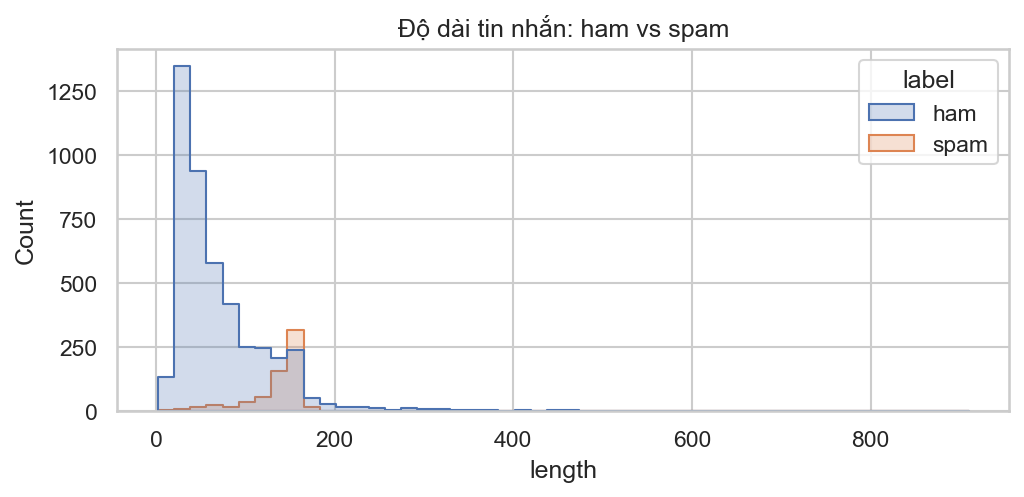 Độ dài tin nhắn: ham vs spam
label
ham
spam
Count
1250
1000
750
500
250
0
0 200 400 600 800
length